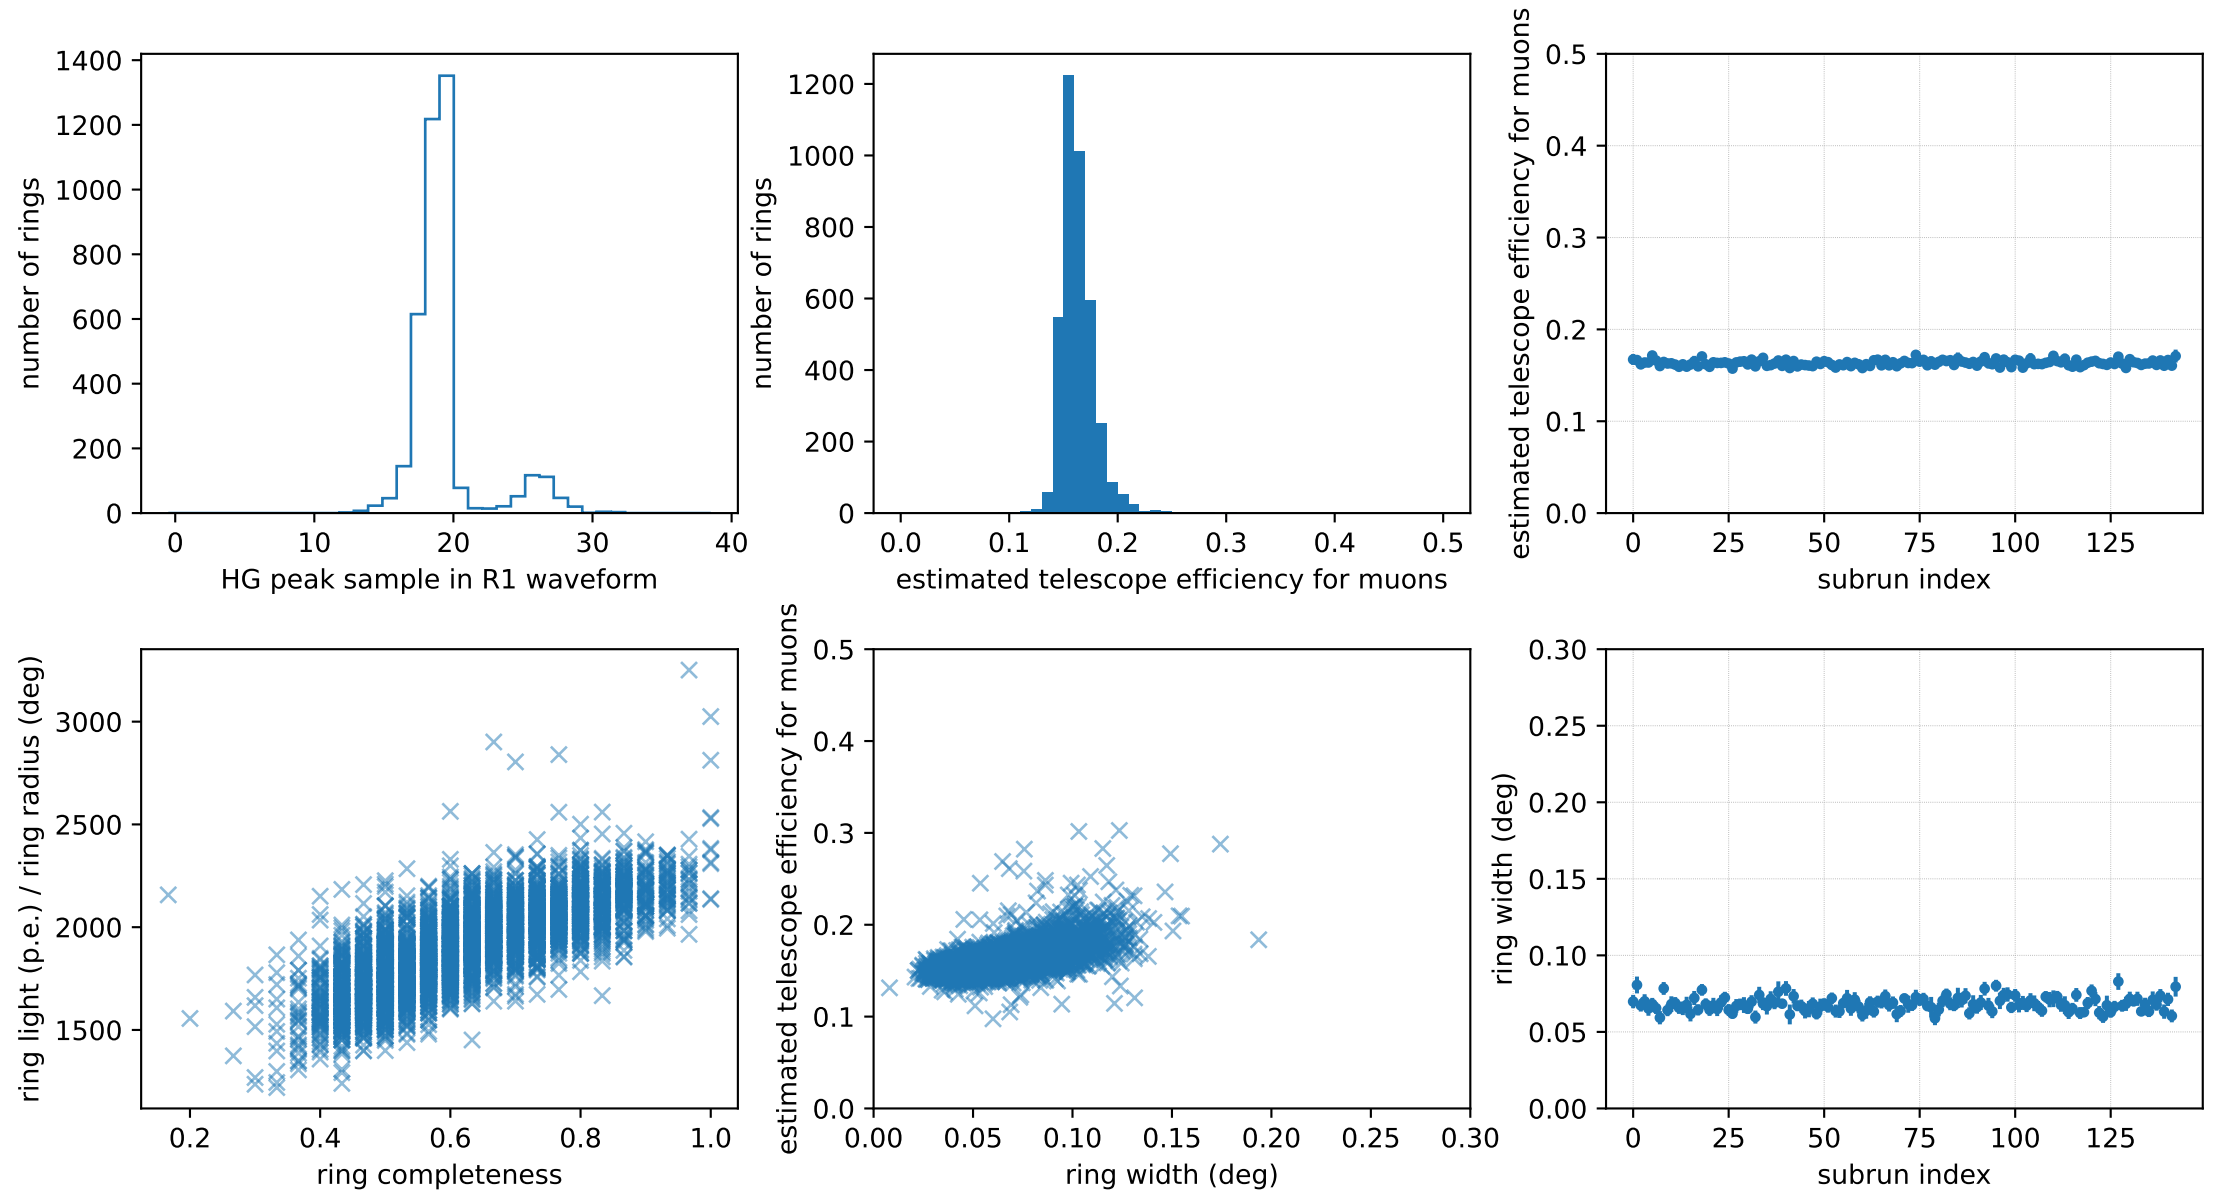 1400
1200
1000
800
600
400
200
0
number of rings
0 10 20 30 40
HG peak sample in R1 waveform
1200
1000
800
600
400
200
0
number of rings
0.0 0.1 0.2 0.3 0.4 0.5
estimated telescope efficiency for muons
0.5
0.4
0.3
0.2
0.1
0.0
estimated telescope efficiency for muons
0 25 50 75 100 125
subrun index
3000
2500
2000
1500
ring light (p.e.) / ring radius (deg)
0.2 0.4 0.6 0.8 1.0
ring completeness
0.5
0.4
0.3
0.2
0.1
0.0
estimated telescope efficiency for muons
0.00 0.05 0.10 0.15 0.20 0.25 0.30
ring width (deg)
0.30
0.25
0.20
0.15
0.10
0.05
0.00
ring width (deg)
0 25 50 75 100 125
subrun index